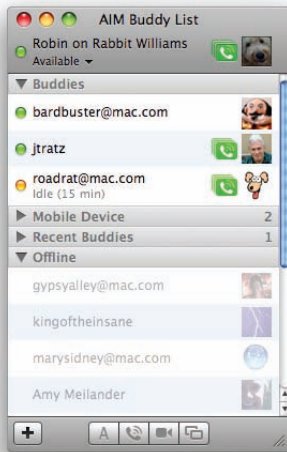 AIM Buddy List
Robin on Rabbit Williams
Available
Buddies
bardbuster@mac.com
jtratz
roadrat@mac.com
Idle (15 min)
Mobile Device 2
Recent Buddies 1
Offline
gypsyalley@mac.com
kingoftheinsane
marysidney@mac.com
Amy Meilander
A